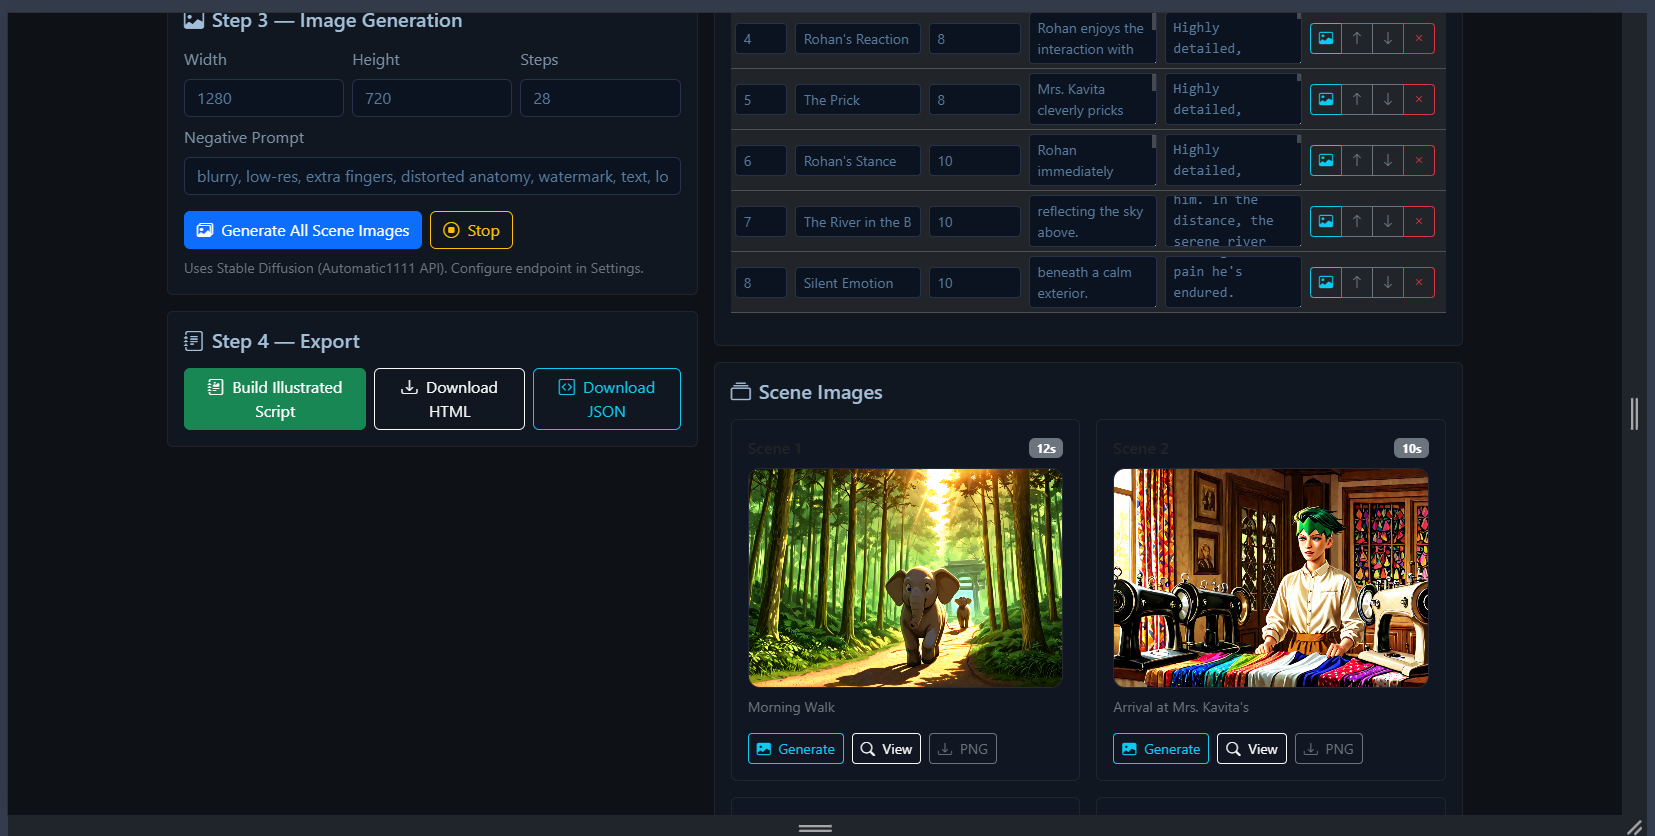 Step 3 — Image Generation
Width
Height
Steps
1280
720
28
Negative Prompt
blurry, low-res, extra fingers, distorted anatomy, watermark, text, lo
Generate All Scene Images
Stop
Uses Stable Diffusion (Automatic1111 API). Configure endpoint in Settings.
Step 4 — Export
Build Illustrated
Script
Download
HTML
Download
JSON
4
Rohan's Reaction
8
Rohan enjoys the
interaction with
Highly
detailed,
5
The Prick
8
Mrs. Kavita
cleverly pricks
Highly
detailed,
6
Rohan's Stance
10
Rohan
immediately
Highly
detailed,
7
The River in the B
10
reflecting the sky
above.
him. In the
distance, the
serene river
8
Silent Emotion
10
beneath a calm
exterior.
pain he's
endured.
Scene Images
Scene 1
12s
Morning Walk
Generate
View
PNG
Scene 2
10s
Arrival at Mrs. Kavita's
Generate
View
PNG